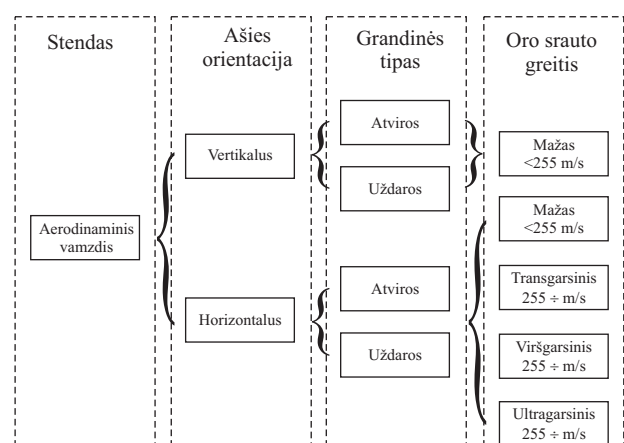 Stendas
Ašies
orientacija
Grandinės
tipas
Oro srauto
greitis
Aerodinaminis
vamzdis
Vertikalus
Horizontalus
Atviros
Uždaros
Atviros
Uždaros
Mažas
<255 m/s
Mažas
<255 m/s
Transgarsinis
255 ÷ m/s
Viršgarsinis
255 ÷ m/s
Ultragarsinis
255 ÷ m/s